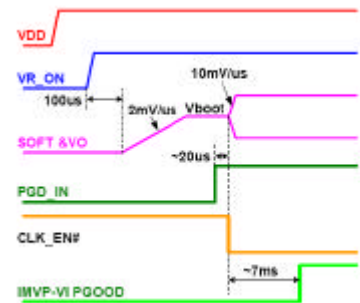 VDD
10mV/us
VR_ON
100us
2mV/us
Vboot
SOFT &VO
~20us
PGD_IN
CLK_EN#
~7ms
IMVP-VI PGOOD